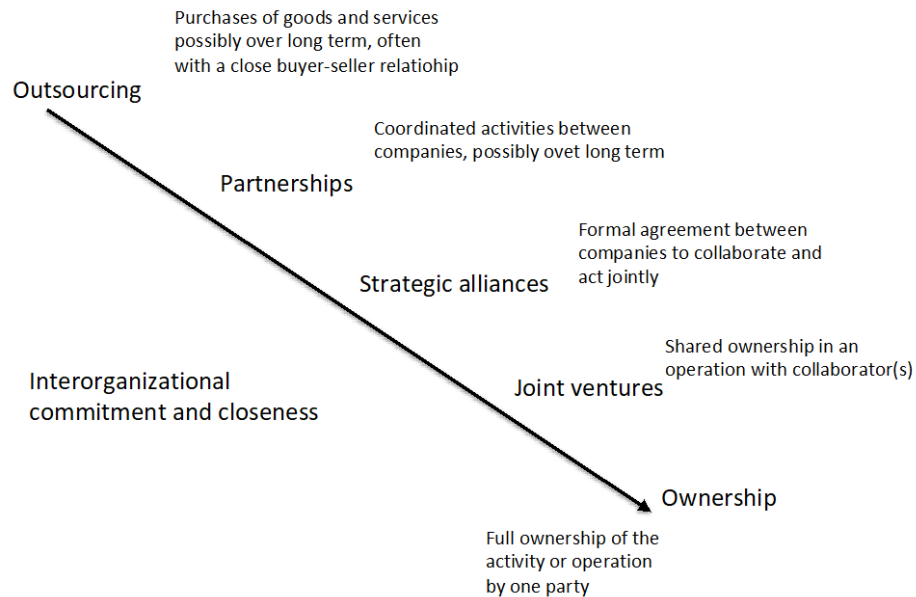 Purchases of goods and services
possibly over long term, often
with a close buyer-seller relatiohip
Outsourcing
Coordinated activities between
companies, possibly ovet long term
Partnerships
Formal agreement between
companies to collaborate and
act jointly
Strategic alliances
Shared ownership in an
operation with collaborator(s)
Joint ventures
Interorganizational
commitment and closeness
Ownership
Full ownership of the
activity or operation
by one party